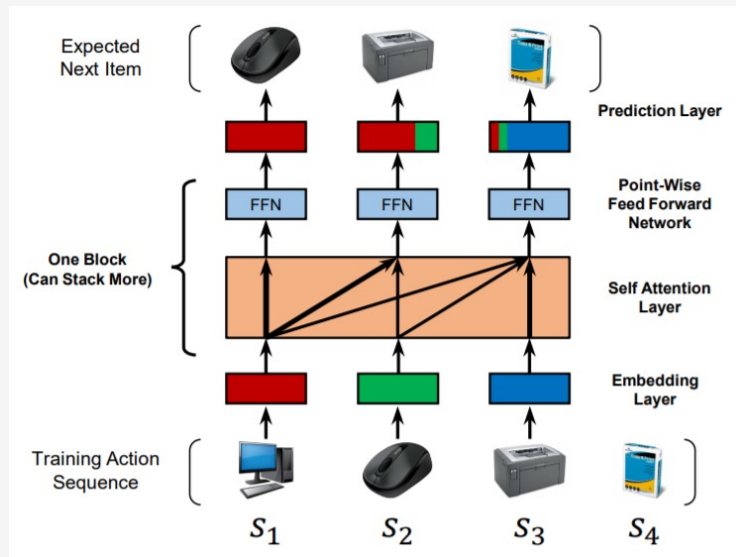 Expected
Next Item
Prediction Layer
FFN
FFN
FFN
Point-Wise
Feed Forward
Network
One Block
(Can Stack More)
Self Attention
Layer
Embedding
Layer
Training Action
Sequence
S1
S2
S3
S4